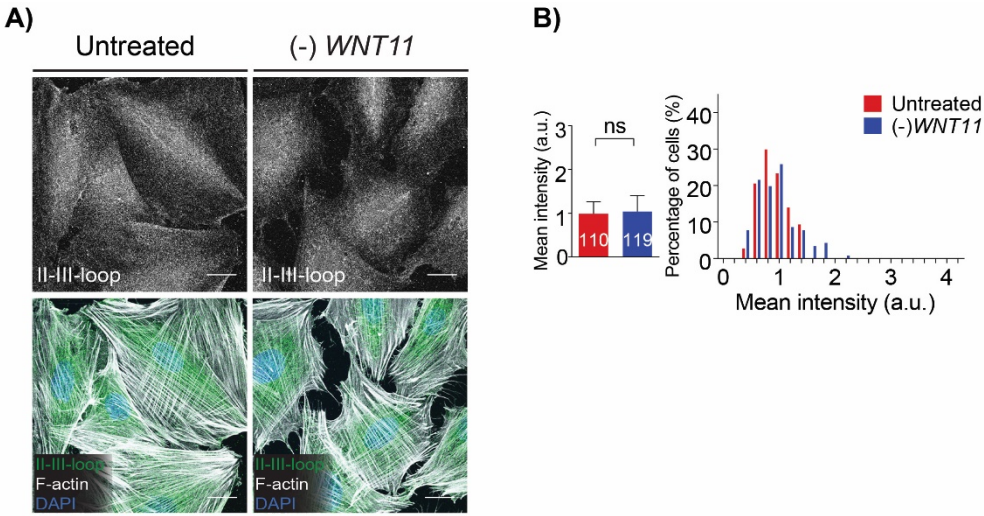 A)
Untreated
(-) WNT11
II-III-loop
II-III-loop
II-III-loop
F-actin
DAPI
II-III-loop
F-actin
DAPI
B)
Mean intensity (a.u.)
3
2
1
0
ns
110
119
Percentage of cells (%)
40
30
20
10
0
0 1 2 3 4
Mean intensity (a.u.)
Untreated
(-)WNT11